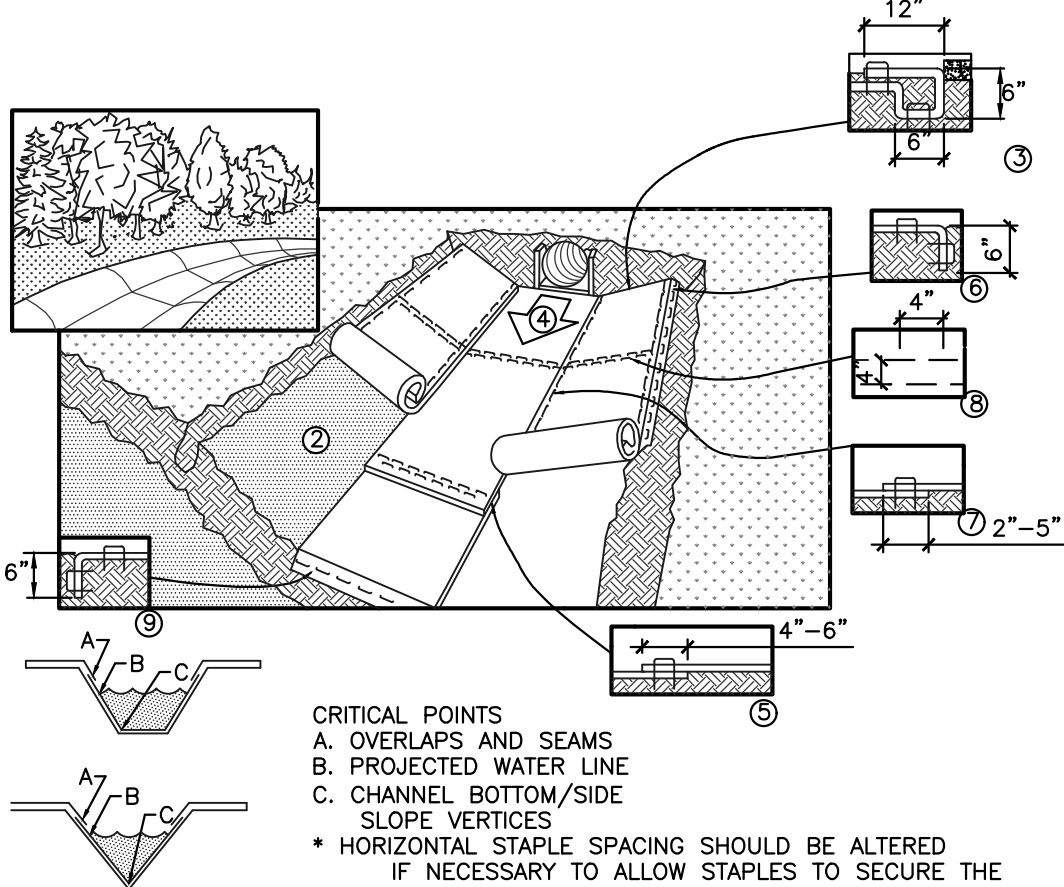 12"
6"
6"
3
6"
6
4"
4"
8
4
2
7
2"-5"
6"
9
4"-6"
5
A
B
C
A
B
C
CRITICAL POINTS
A. OVERLAPS AND SEAMS
B. PROJECTED WATER LINE
C. CHANNEL BOTTOM/SIDE
SLOPE VERTICES
* HORIZONTAL STAPLE SPACING SHOULD BE ALTERED
IF NECESSARY TO ALLOW STAPLES TO SECURE THE